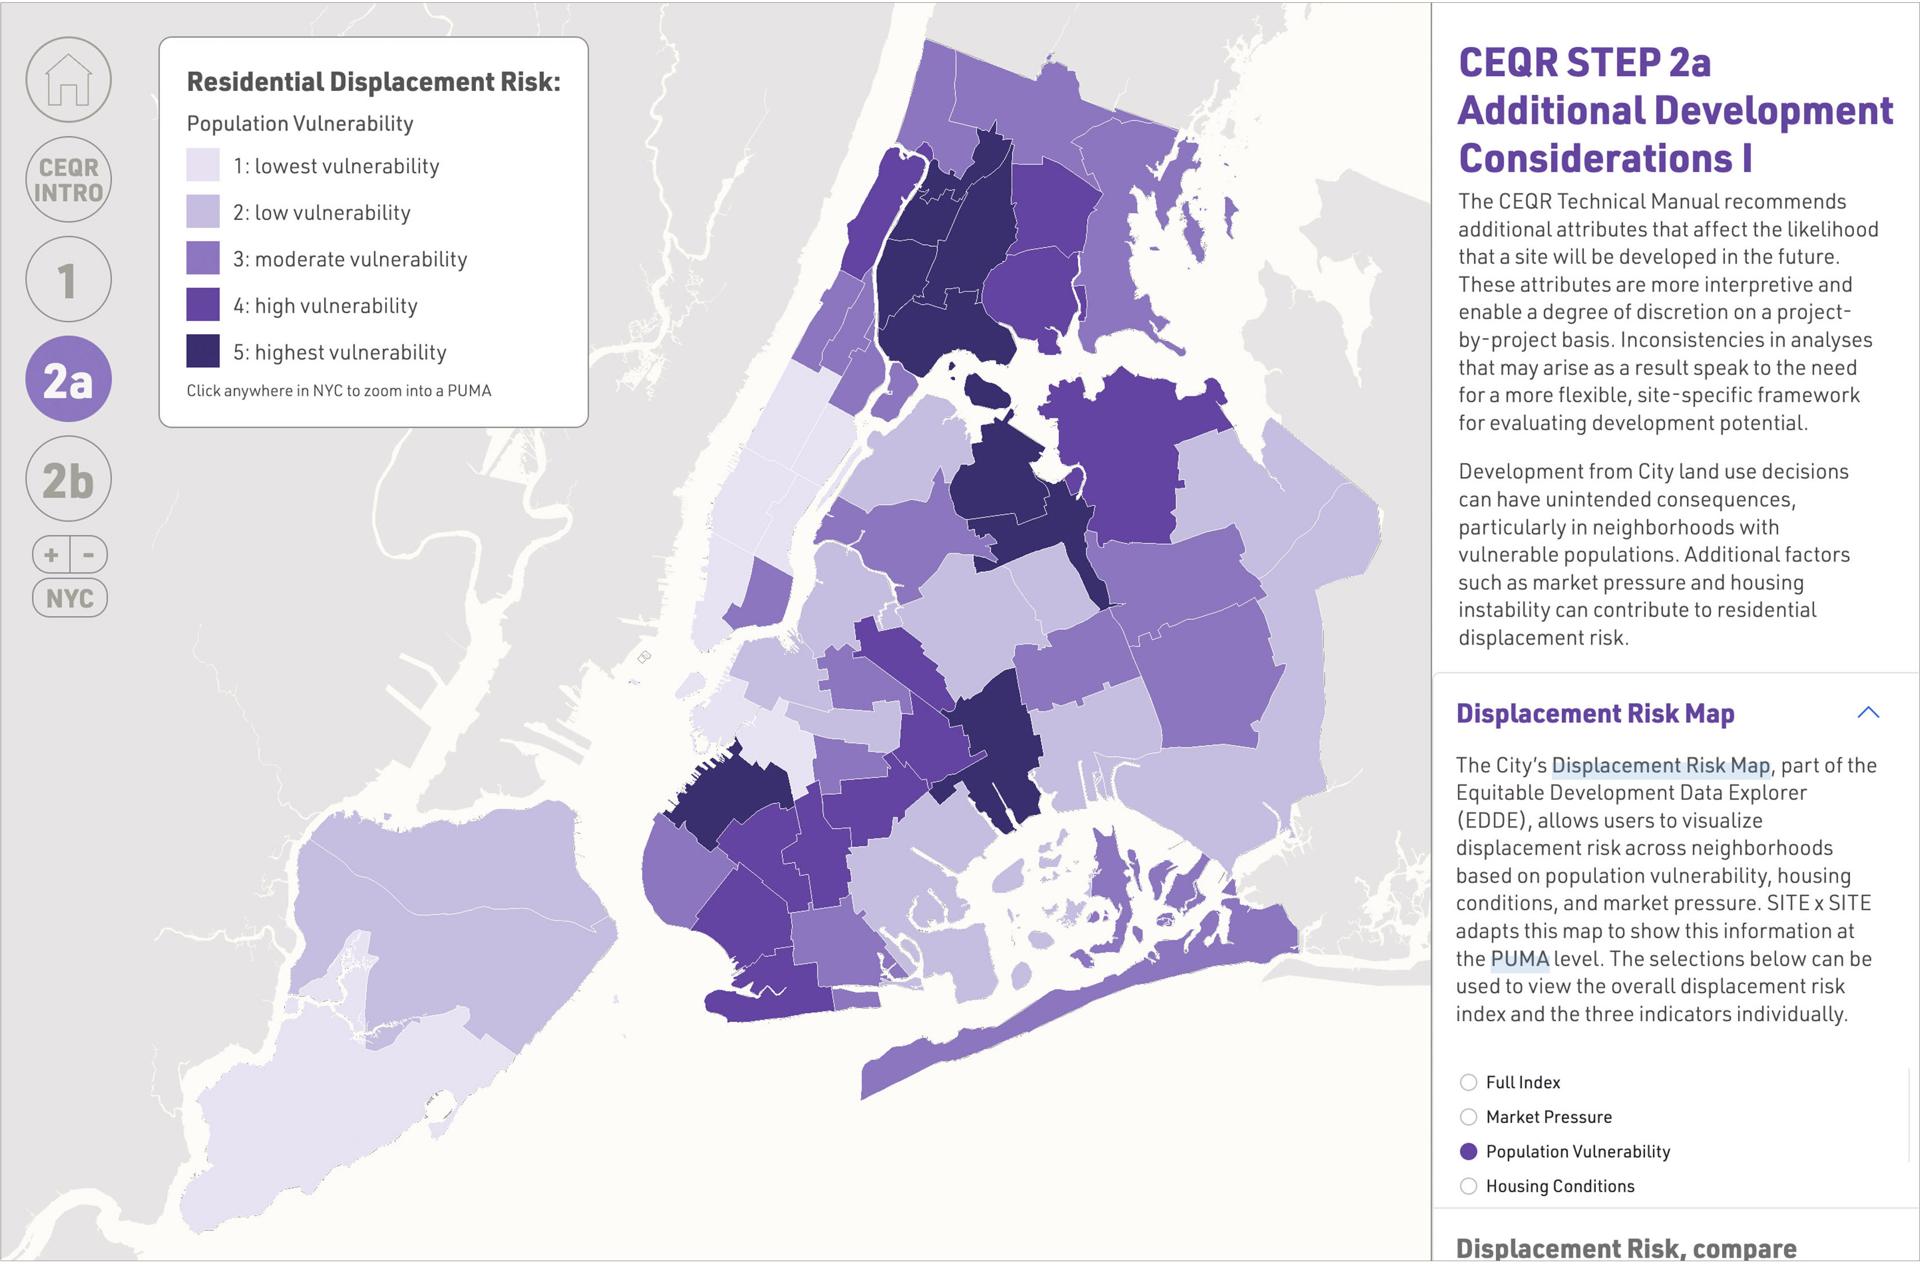 CEQR
INTRO
1
2a
2b
+ -
NYC
Residential Displacement Risk:
Population Vulnerability
1: lowest vulnerability
2: low vulnerability
3: moderate vulnerability
4: high vulnerability
5: highest vulnerability
Click anywhere in NYC to zoom into a PUMA
CEQR STEP 2a
Additional Development
Considerations I
The CEQR Technical Manual recommends
additional attributes that affect the likelihood
that a site will be developed in the future.
These attributes are more interpretive and
enable a degree of discretion on a project-
by-project basis. Inconsistencies in analyses
that may arise as a result speak to the need
for a more flexible, site-specific framework
for evaluating development potential.
Development from City land use decisions
can have unintended consequences,
particularly in neighborhoods with
vulnerable populations. Additional factors
such as market pressure and housing
instability can contribute to residential
displacement risk.
Displacement Risk Map
The City's Displacement Risk Map, part of the
Equitable Development Data Explorer
(EDDE), allows users to visualize
displacement risk across neighborhoods
based on population vulnerability, housing
conditions, and market pressure. SITE x SITE
adapts this map to show this information at
the PUMA level. The selections below can be
used to view the overall displacement risk
index and the three indicators individually.
Full Index
Market Pressure
Population Vulnerability
Housing Conditions
Displacement Risk, compare